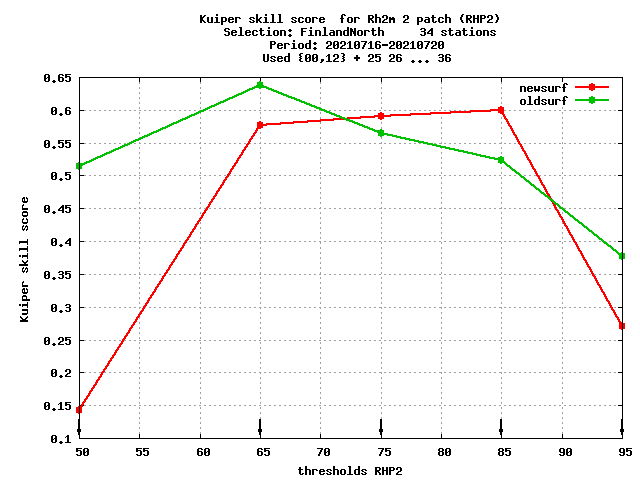 Kuiper skill score  for Rh2m 2 patch (RHP2)
Selection: FinlandNorth     34 stations
Period: 20210716-20210720
Used {00,12} + 25 26 ... 36
newsurf
oldsurf
0.65
0.6
0.55
0.5
0.45
0.4
0.35
0.3
0.25
0.2
0.15
0.1
Kuiper skill score
50 55 60 65 70 75 80 85 90 95
thresholds RHP2